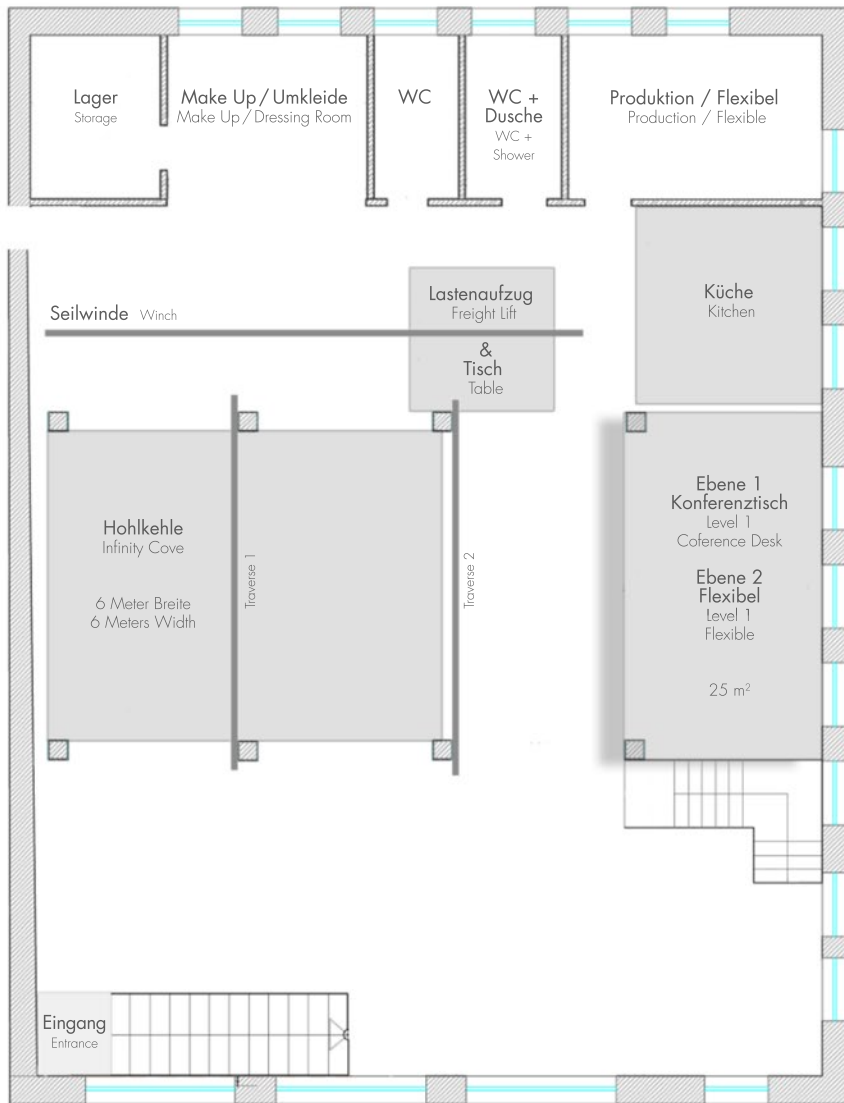 Lager
Storage
Make Up / Umkleide
Make Up / Dressing Room
WC
WC +
Dusche
WC +
Shower
Produktion / Flexibel
Production / Flexible
Seilwinde Winch
Lastenaufzug
Freight Lift
&
Tisch
Table
Küche
Kitchen
Hohlkehle
Infinity Cove
6 Meter Breite
6 Meters Width
Traverse 1
Traverse 2
Ebene 1
Konferenztisch
Level 1
Coference Desk
Ebene 2
Flexibel
Level 1
Flexible
25 m²
Eingang
Entrance